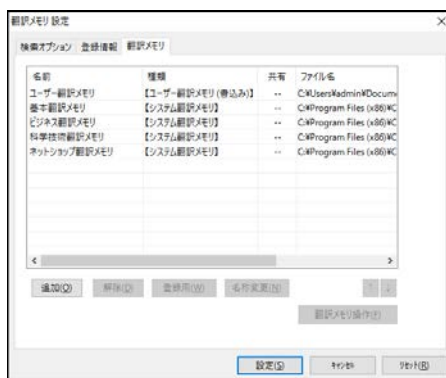 翻訳メモリ 設定
検索オプション 登録情報 翻訳メモリ
名前 種類 共有 ファイル名
ユーザー翻訳メモリ 【ユーザー翻訳メモリ(書込み)】 -- C:¥Users¥admin¥Docum
基本翻訳メモリ 【システム翻訳メモリ】 -- C:¥Program Files (x86)¥C
ビジネス翻訳メモリ 【システム翻訳メモリ】 -- C:¥Program Files (x86)¥C
科学技術翻訳メモリ 【システム翻訳メモリ】 -- C:¥Program Files (x86)¥C
ネットショップ翻訳メモリ 【システム翻訳メモリ】 -- C:¥Program Files (x86)¥C
追加(O) 解除(D) 登録用(W) 名称変更(N) ↑ ↓
翻訳メモリ操作(F)
設定(S) キャンセル リセット(R)